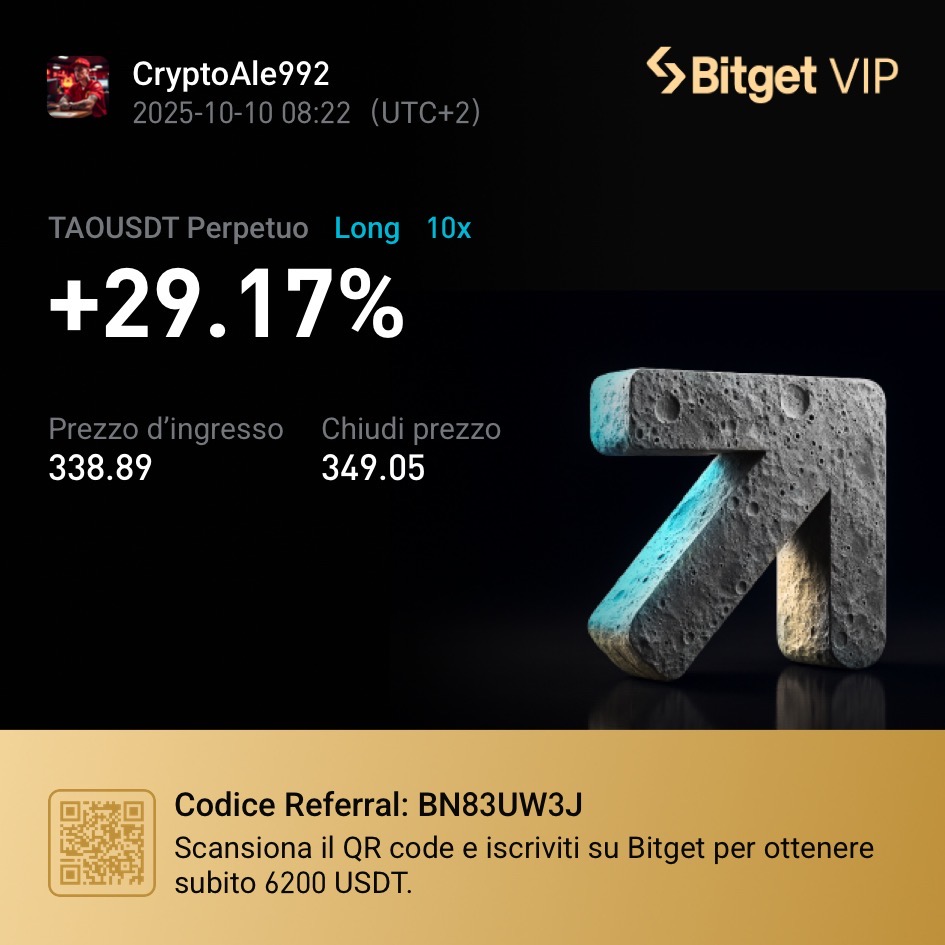 CryptoAle992
2025-10-10 08:22 (UTC+2)
Bitget VIP
TAOUSDT Perpetuo Long 10x
+29.17%
Prezzo d’ingresso Chiudi prezzo
338.89 349.05
Codice Referral: BN83UW3J
Scansiona il QR code e iscriviti su Bitget per ottenere
subito 6200 USDT.